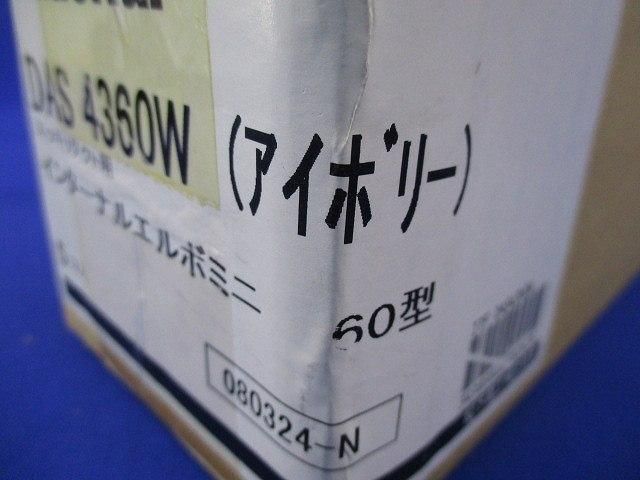 DAS 4360W
(アイボリー)
インターナルエルボミニ
60型
080324-N